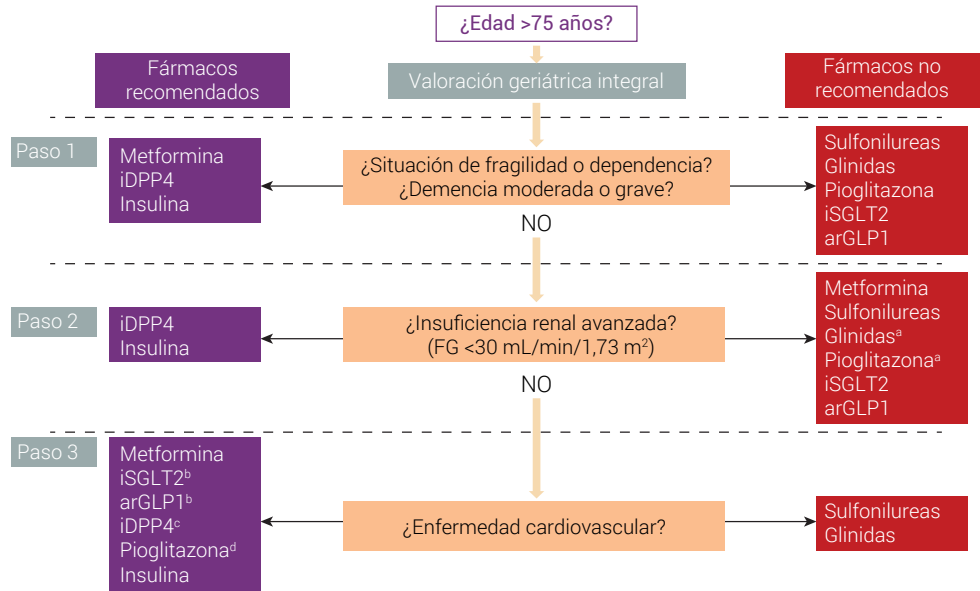 ¿Edad >75 años?
Fármacos
recomendados
Valoración geriátrica integral
Fármacos no
recomendados
Paso 1
Metformina
iDPP4
Insulina
¿Situación de fragilidad o dependencia?
¿Demencia moderada o grave?
Sulfonilureas
Glinidas
Pioglitazona
iSGLT2
arGLP1
NO
Paso 2
iDPP4
Insulina
¿Insuficiencia renal avanzada?
(FG <30 mL/min/1,73 m²)
Metformina
Sulfonilureas
Glinidasᵃ
Pioglitazonaᵃ
iSGLT2
arGLP1
NO
Paso 3
Metformina
iSGLT2ᵇ
arGLP1ᵇ
iDPP4ᶜ
Pioglitazonaᵈ
Insulina
¿Enfermedad cardiovascular?
Sulfonilureas
Glinidas